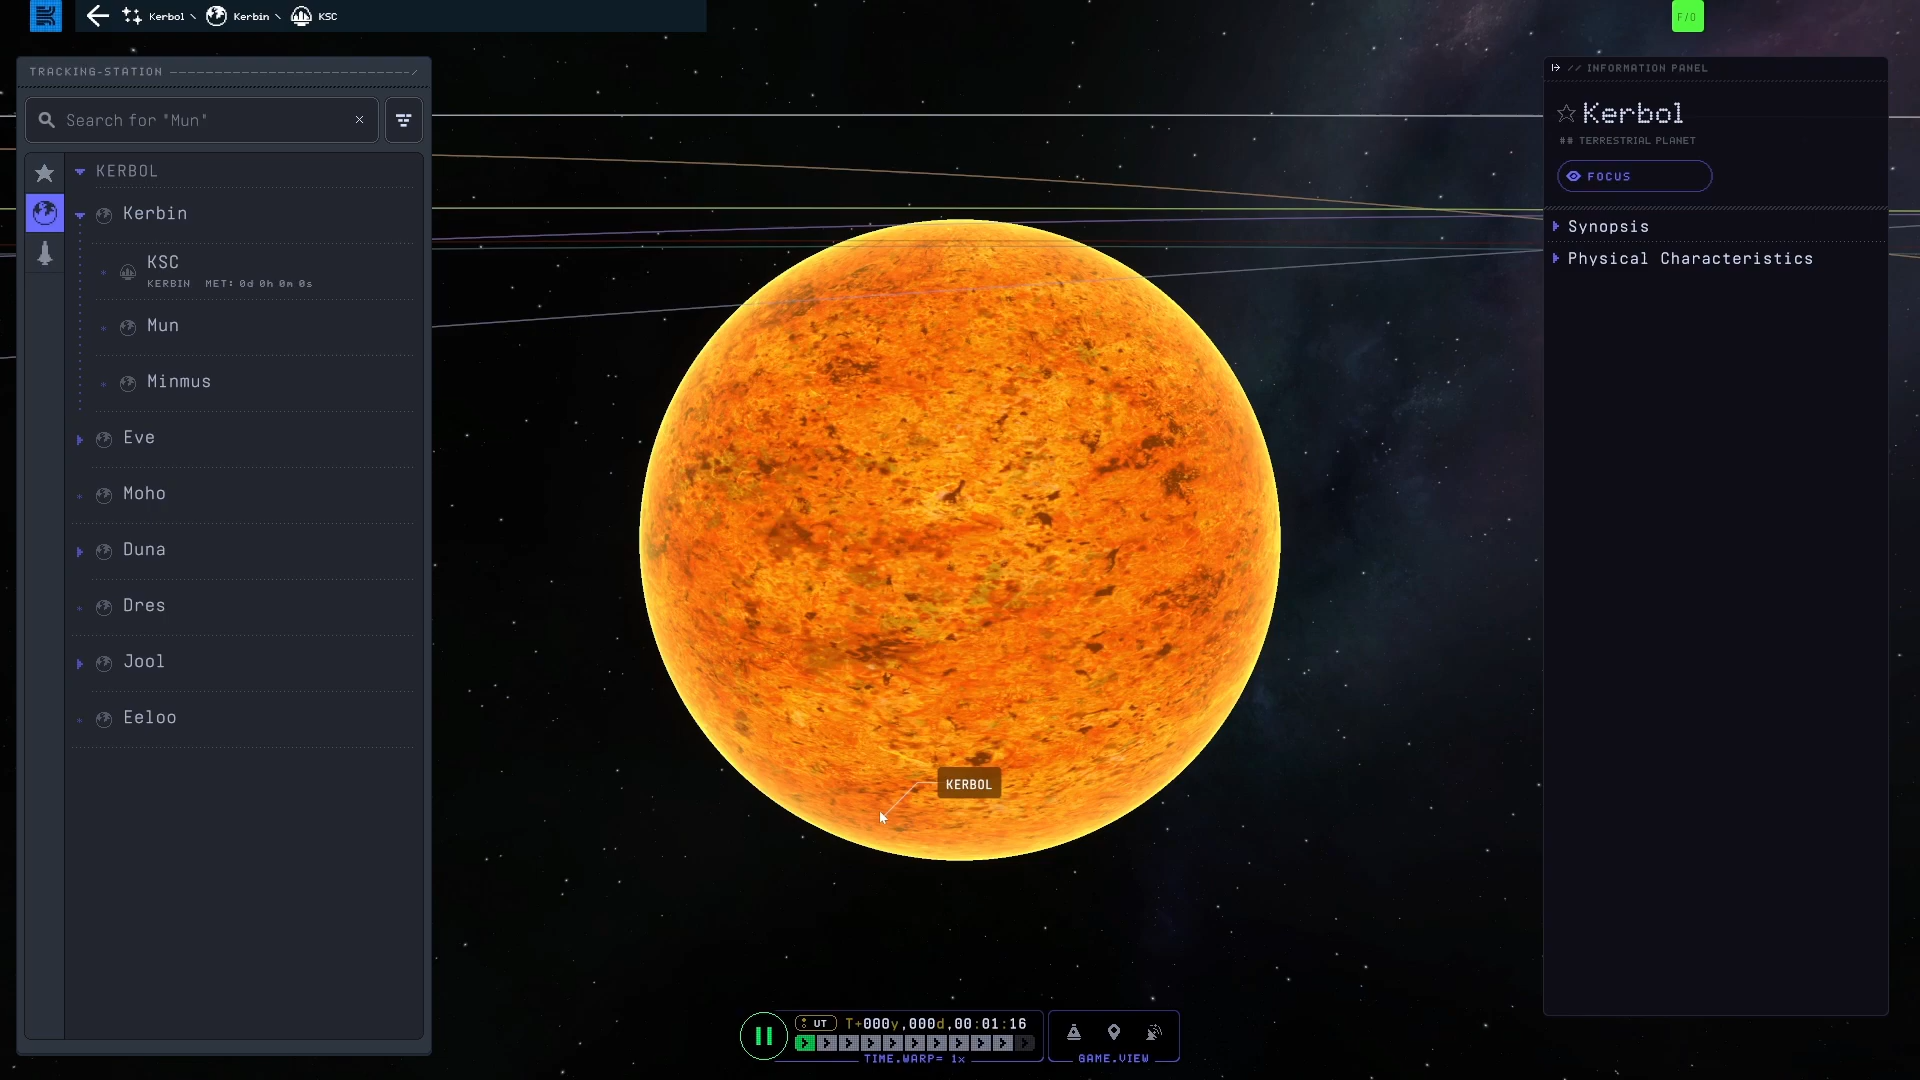 Kerbol
Kerbin
KSC
F/O
TRACKING-STATION
Search for "Mun"
KERBOL
Kerbin
KSC
KERBIN MET: 0d 0h 0m 0s
Mun
Minmus
Eve
Moho
Duna
Dres
Jool
Eeloo
KERBOL
// INFORMATION PANEL
Kerbol
## TERRESTRIAL PLANET
FOCUS
Synopsis
Physical Characteristics
UT T+000y,000d,00:01:16
TIME.WARP= 1x
GAME.VIEW